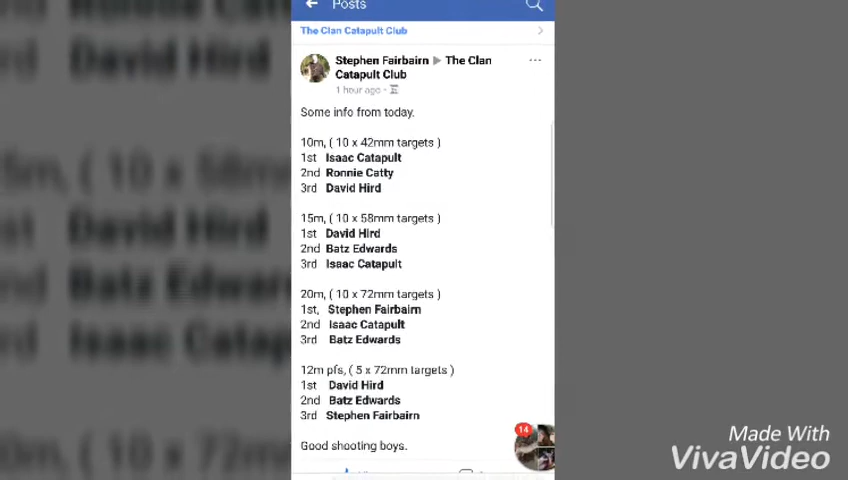 Posts
The Clan Catapult Club
Stephen Fairbairn ▶ The Clan
Catapult Club
1 hour ago ·
Some info from today.
10m, ( 10 x 42mm targets )
1st Isaac Catapult
2nd Ronnie Catty
3rd David Hird
15m, ( 10 x 58mm targets )
1st David Hird
2nd Batz Edwards
3rd Isaac Catapult
20m, ( 10 x 72mm targets )
1st, Stephen Fairbairn
2nd Isaac Catapult
3rd Batz Edwards
12m pfs, ( 5 x 72mm targets )
1st David Hird
2nd Batz Edwards
3rd Stephen Fairbairn
14
Good shooting boys.
Made With
VivaVideo